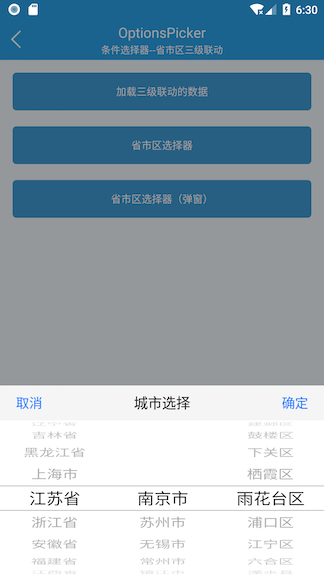 6:30
OptionsPicker
条件选择器--省市区三级联动
加载三级联动的数据
省市区选择器
省市区选择器（弹窗）
取消 城市选择 确定
吉林省 鼓楼区
黑龙江省 下关区
上海市 栖霞区
江苏省 南京市 雨花台区
浙江省 苏州市 浦口区
安徽省 无锡市 江宁区
福建省 常州市 六合区